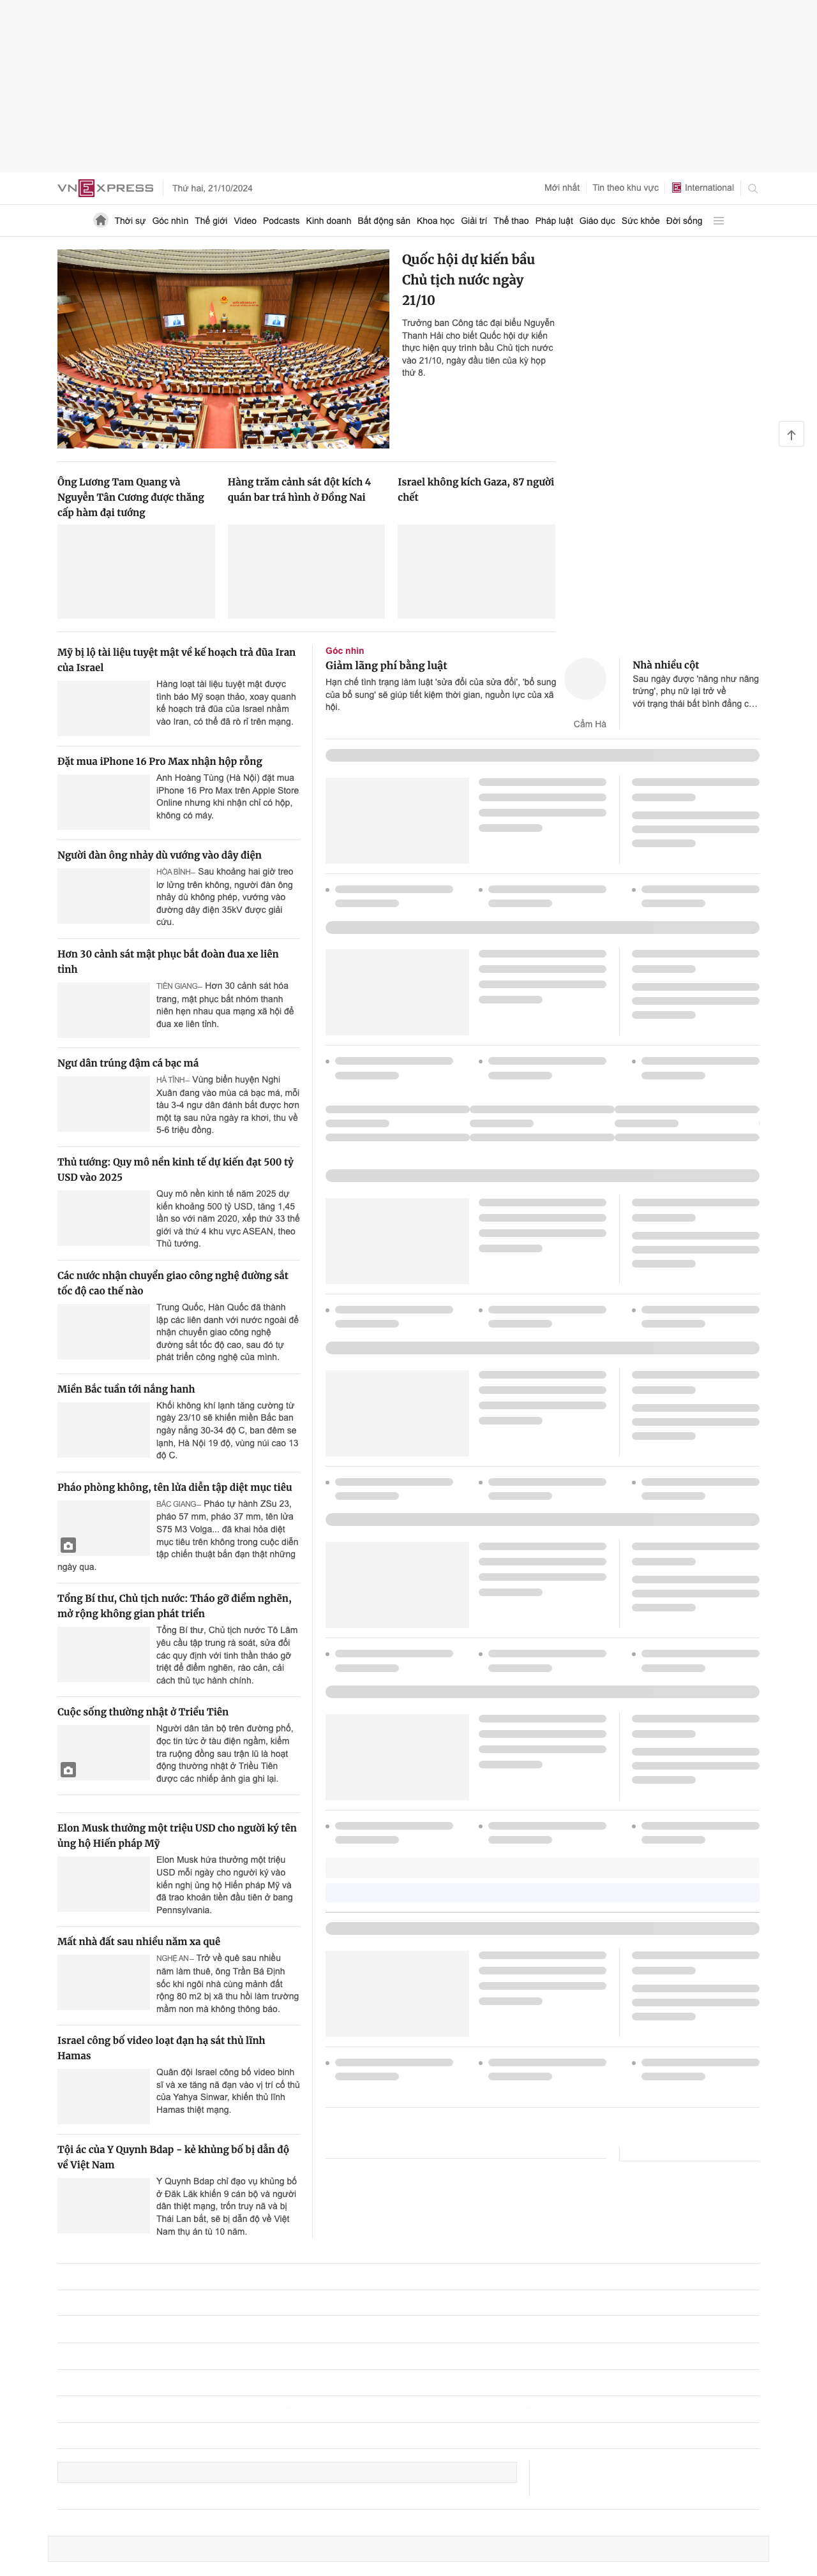 VNEXPRESS
Thứ hai, 21/10/2024
Mới nhất
Tin theo khu vực
International
Thời sự Góc nhìn Thế giới Video Podcasts Kinh doanh Bất động sản Khoa học Giải trí Thể thao Pháp luật Giáo dục Sức khỏe Đời sống
Quốc hội dự kiến bầu
Chủ tịch nước ngày
21/10
Trưởng ban Công tác đại biểu Nguyễn
Thanh Hải cho biết Quốc hội dự kiến
thực hiện quy trình bầu Chủ tịch nước
vào 21/10, ngày đầu tiên của kỳ họp
thứ 8.
Ông Lương Tam Quang và
Nguyễn Tân Cương được thăng
cấp hàm đại tướng
Hàng trăm cảnh sát đột kích 4
quán bar trá hình ở Đồng Nai
Israel không kích Gaza, 87 người
chết
Mỹ bị lộ tài liệu tuyệt mật về kế hoạch trả đũa Iran
của Israel
Hàng loạt tài liệu tuyệt mật được
tình báo Mỹ soạn thảo, xoay quanh
kế hoạch trả đũa của Israel nhằm
vào Iran, có thể đã rò rỉ trên mạng.
Đặt mua iPhone 16 Pro Max nhận hộp rỗng
Anh Hoàng Tùng (Hà Nội) đặt mua
iPhone 16 Pro Max trên Apple Store
Online nhưng khi nhận chỉ có hộp,
không có máy.
Người đàn ông nhảy dù vướng vào dây điện
HÒA BÌNH– Sau khoảng hai giờ treo
lơ lửng trên không, người đàn ông
nhảy dù không phép, vướng vào
đường dây điện 35kV được giải
cứu.
Hơn 30 cảnh sát mật phục bắt đoàn đua xe liên
tỉnh
TIỀN GIANG– Hơn 30 cảnh sát hóa
trang, mật phục bắt nhóm thanh
niên hẹn nhau qua mạng xã hội để
đua xe liên tỉnh.
Ngư dân trúng đậm cá bạc má
HÀ TĨNH– Vùng biển huyện Nghi
Xuân đang vào mùa cá bạc má, mỗi
tàu 3-4 ngư dân đánh bắt được hơn
một tạ sau nửa ngày ra khơi, thu về
5-6 triệu đồng.
Thủ tướng: Quy mô nền kinh tế dự kiến đạt 500 tỷ
USD vào 2025
Quy mô nền kinh tế năm 2025 dự
kiến khoảng 500 tỷ USD, tăng 1,45
lần so với năm 2020, xếp thứ 33 thế
giới và thứ 4 khu vực ASEAN, theo
Thủ tướng.
Các nước nhận chuyển giao công nghệ đường sắt
tốc độ cao thế nào
Trung Quốc, Hàn Quốc đã thành
lập các liên danh với nước ngoài để
nhận chuyển giao công nghệ
đường sắt tốc độ cao, sau đó tự
phát triển công nghệ của mình.
Miền Bắc tuần tới nắng hanh
Khối không khí lạnh tăng cường từ
ngày 23/10 sẽ khiến miền Bắc ban
ngày nắng 30-34 độ C, ban đêm se
lạnh, Hà Nội 19 độ, vùng núi cao 13
độ C.
Pháo phòng không, tên lửa diễn tập diệt mục tiêu
BẮC GIANG– Pháo tự hành ZSu 23,
pháo 57 mm, pháo 37 mm, tên lửa
S75 M3 Volga... đã khai hỏa diệt
mục tiêu trên không trong cuộc diễn
tập chiến thuật bắn đạn thật những
ngày qua.
Tổng Bí thư, Chủ tịch nước: Tháo gỡ điểm nghẽn,
mở rộng không gian phát triển
Tổng Bí thư, Chủ tịch nước Tô Lâm
yêu cầu tập trung rà soát, sửa đổi
các quy định với tinh thần tháo gỡ
triệt để điểm nghẽn, rào cản, cải
cách thủ tục hành chính.
Cuộc sống thường nhật ở Triều Tiên
Người dân tản bộ trên đường phố,
đọc tin tức ở tàu điện ngầm, kiểm
tra ruộng đồng sau trận lũ là hoạt
động thường nhật ở Triều Tiên
được các nhiếp ảnh gia ghi lại.
Elon Musk thưởng một triệu USD cho người ký tên
ủng hộ Hiến pháp Mỹ
Elon Musk hứa thưởng một triệu
USD mỗi ngày cho người ký vào
kiến nghị ủng hộ Hiến pháp Mỹ và
đã trao khoản tiền đầu tiên ở bang
Pennsylvania.
Mất nhà đất sau nhiều năm xa quê
NGHỆ AN – Trở về quê sau nhiều
năm làm thuê, ông Trần Bá Định
sốc khi ngôi nhà cùng mảnh đất
rộng 80 m2 bị xã thu hồi làm trường
mầm non mà không thông báo.
Israel công bố video loạt đạn hạ sát thủ lĩnh
Hamas
Quân đội Israel công bố video binh
sĩ và xe tăng nã đạn vào vị trí cố thủ
của Yahya Sinwar, khiến thủ lĩnh
Hamas thiệt mạng.
Tội ác của Y Quynh Bdap - kẻ khủng bố bị dẫn độ
về Việt Nam
Y Quynh Bdap chỉ đạo vụ khủng bố
ở Đăk Lăk khiến 9 cán bộ và người
dân thiệt mạng, trốn truy nã và bị
Thái Lan bắt, sẽ bị dẫn độ về Việt
Nam thụ án tù 10 năm.
Góc nhìn
Giảm lãng phí bằng luật
Hạn chế tình trạng làm luật 'sửa đổi của sửa đổi', 'bổ sung
của bổ sung' sẽ giúp tiết kiệm thời gian, nguồn lực của xã
hội.
Cẩm Hà
Nhà nhiều cột
Sau ngày được 'nâng như nâng
trứng', phụ nữ lại trở về
với trạng thái bất bình đẳng c...